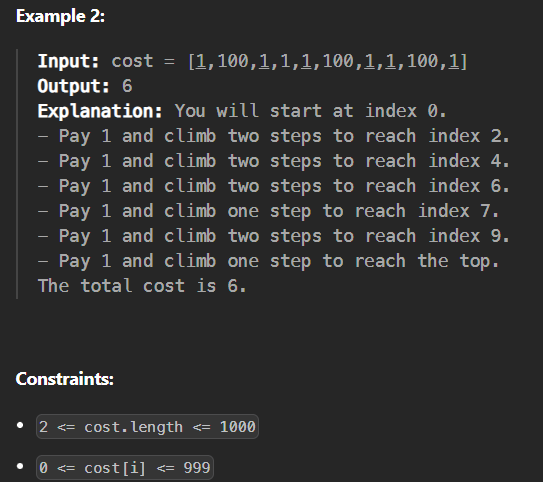 Example 2:
Input: cost = [1,100,1,1,1,100,1,1,100,1]
Output: 6
Explanation: You will start at index 0.
- Pay 1 and climb two steps to reach index 2.
- Pay 1 and climb two steps to reach index 4.
- Pay 1 and climb two steps to reach index 6.
- Pay 1 and climb one step to reach index 7.
- Pay 1 and climb two steps to reach index 9.
- Pay 1 and climb one step to reach the top.
The total cost is 6.
Constraints:
• 2 <= cost.length <= 1000
• 0 <= cost[i] <= 999